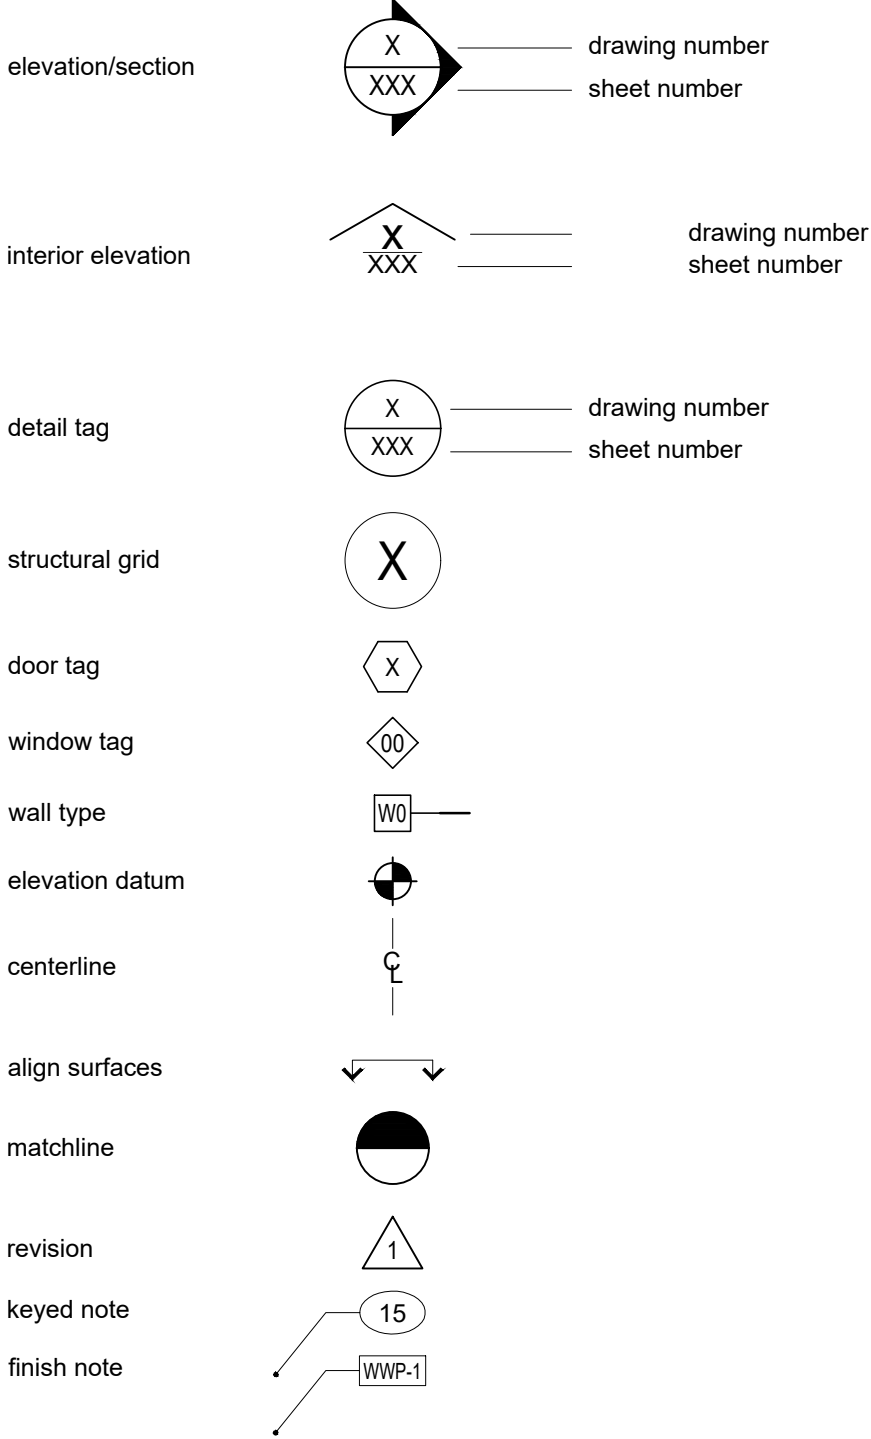 elevation/section
X
XXX
drawing number
sheet number
interior elevation
X
XXX
drawing number
sheet number
detail tag
X
XXX
drawing number
sheet number
structural grid
X
door tag
X
window tag
00
wall type
W0
elevation datum
centerline
CL
align surfaces
matchline
revision
1
keyed note
15
finish note
WWP-1